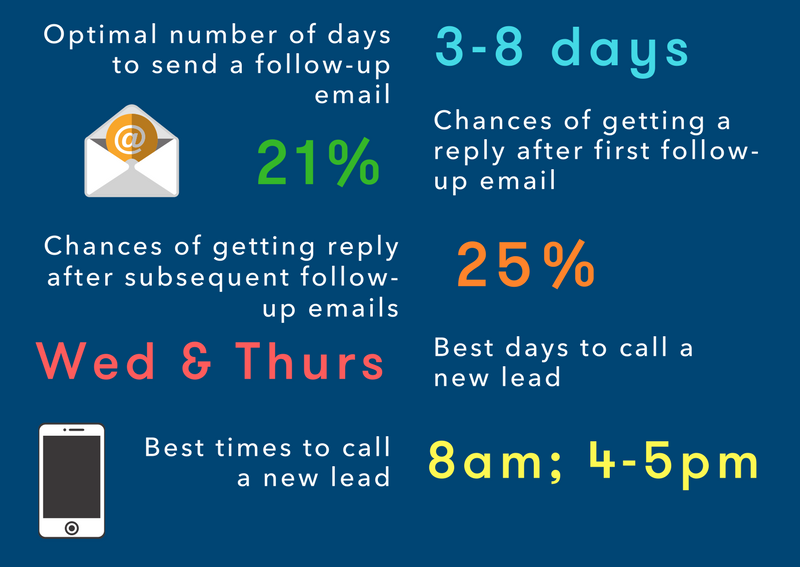 Optimal number of days
to send a follow-up
email
3-8 days
@
21%
Chances of getting a
reply after first follow-
up email
Chances of getting reply
after subsequent follow-
up emails
25%
Wed & Thurs
Best days to call a
new lead
Best times to call
a new lead
8am; 4-5pm